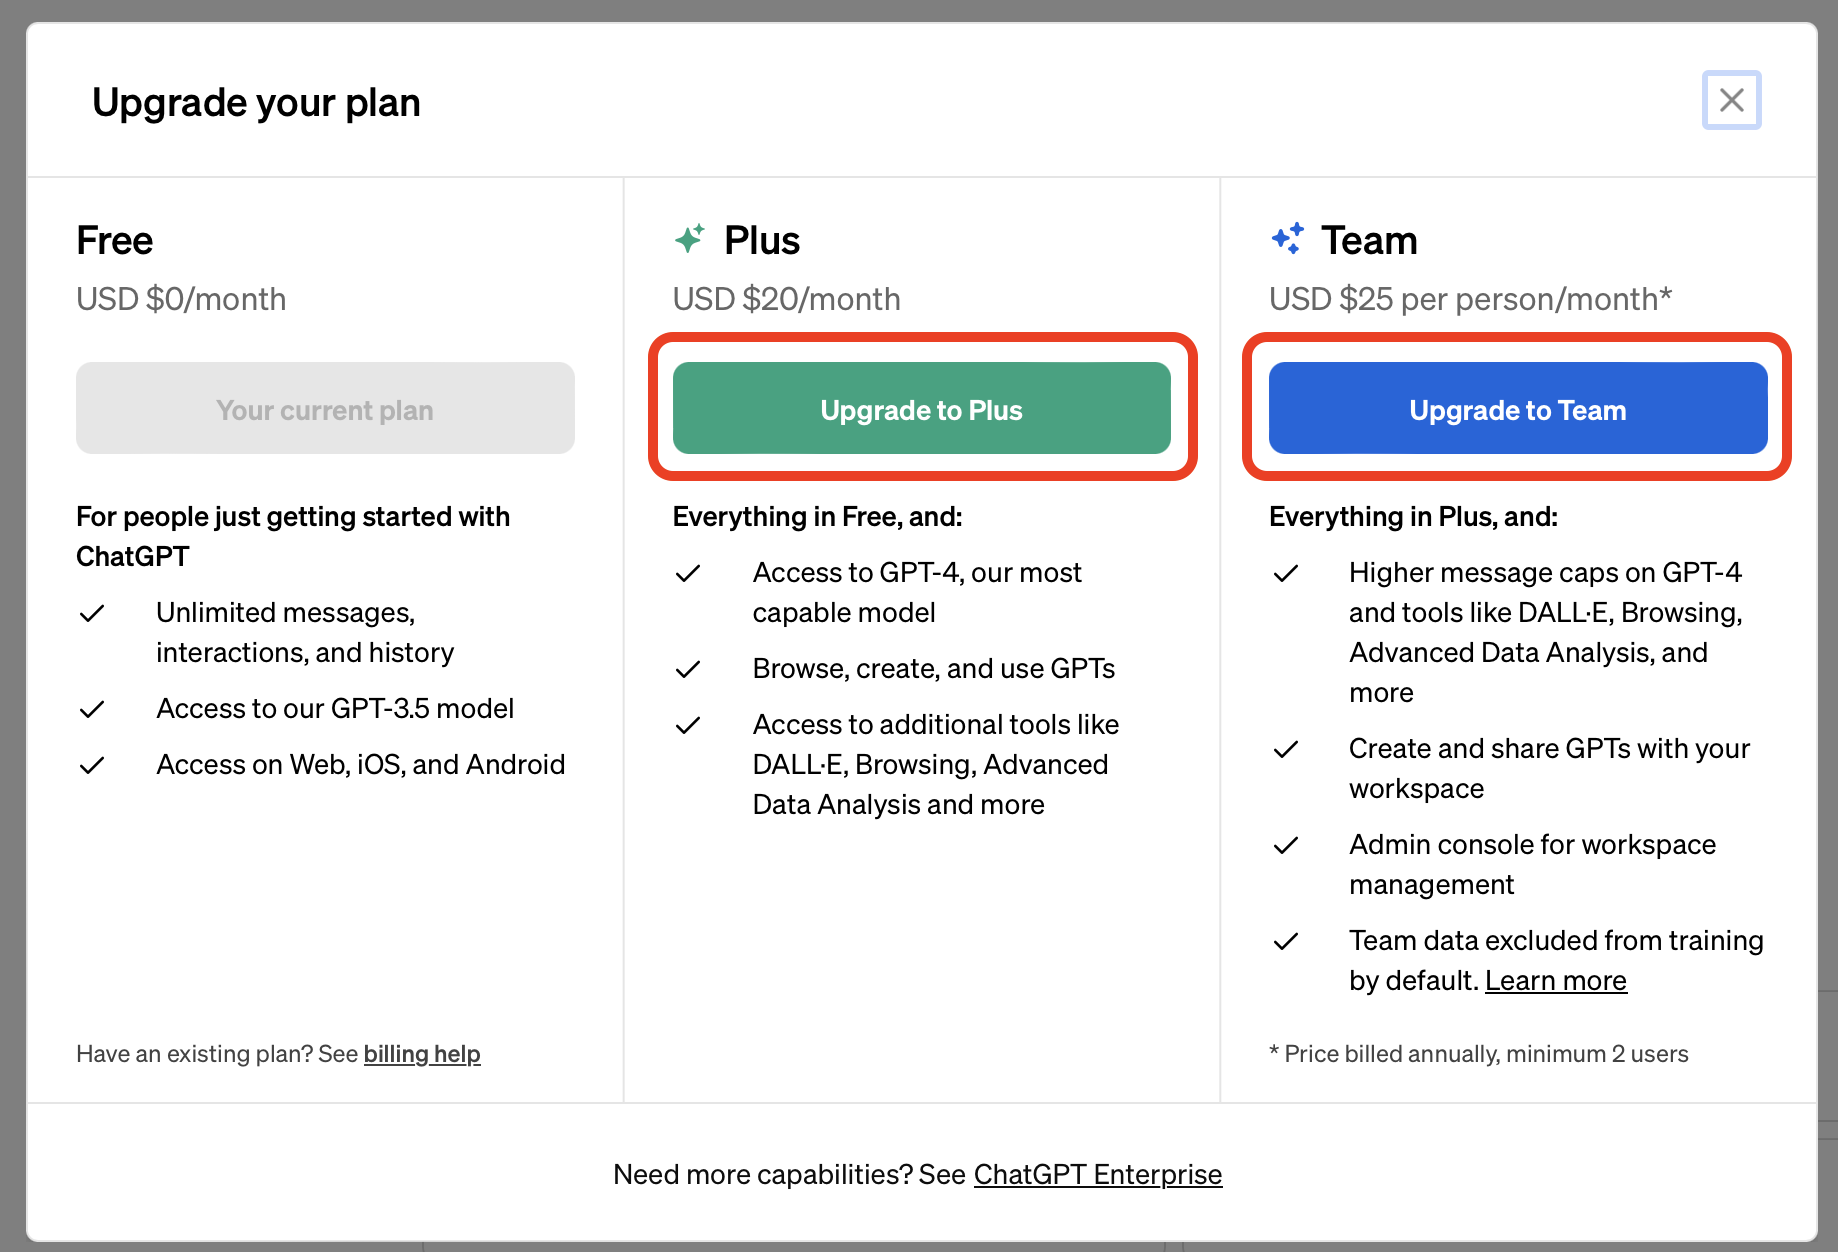 Upgrade your plan
Free
USD $0/month
Your current plan
For people just getting started with
ChatGPT
Unlimited messages,
interactions, and history
Access to our GPT-3.5 model
Access on Web, iOS, and Android
Have an existing plan? See billing help
Plus
USD $20/month
Upgrade to Plus
Everything in Free, and:
Access to GPT-4, our most
capable model
Browse, create, and use GPTs
Access to additional tools like
DALL·E, Browsing, Advanced
Data Analysis and more
Team
USD $25 per person/month*
Upgrade to Team
Everything in Plus, and:
Higher message caps on GPT-4
and tools like DALL·E, Browsing,
Advanced Data Analysis, and
more
Create and share GPTs with your
workspace
Admin console for workspace
management
Team data excluded from training
by default. Learn more
* Price billed annually, minimum 2 users
Need more capabilities? See ChatGPT Enterprise